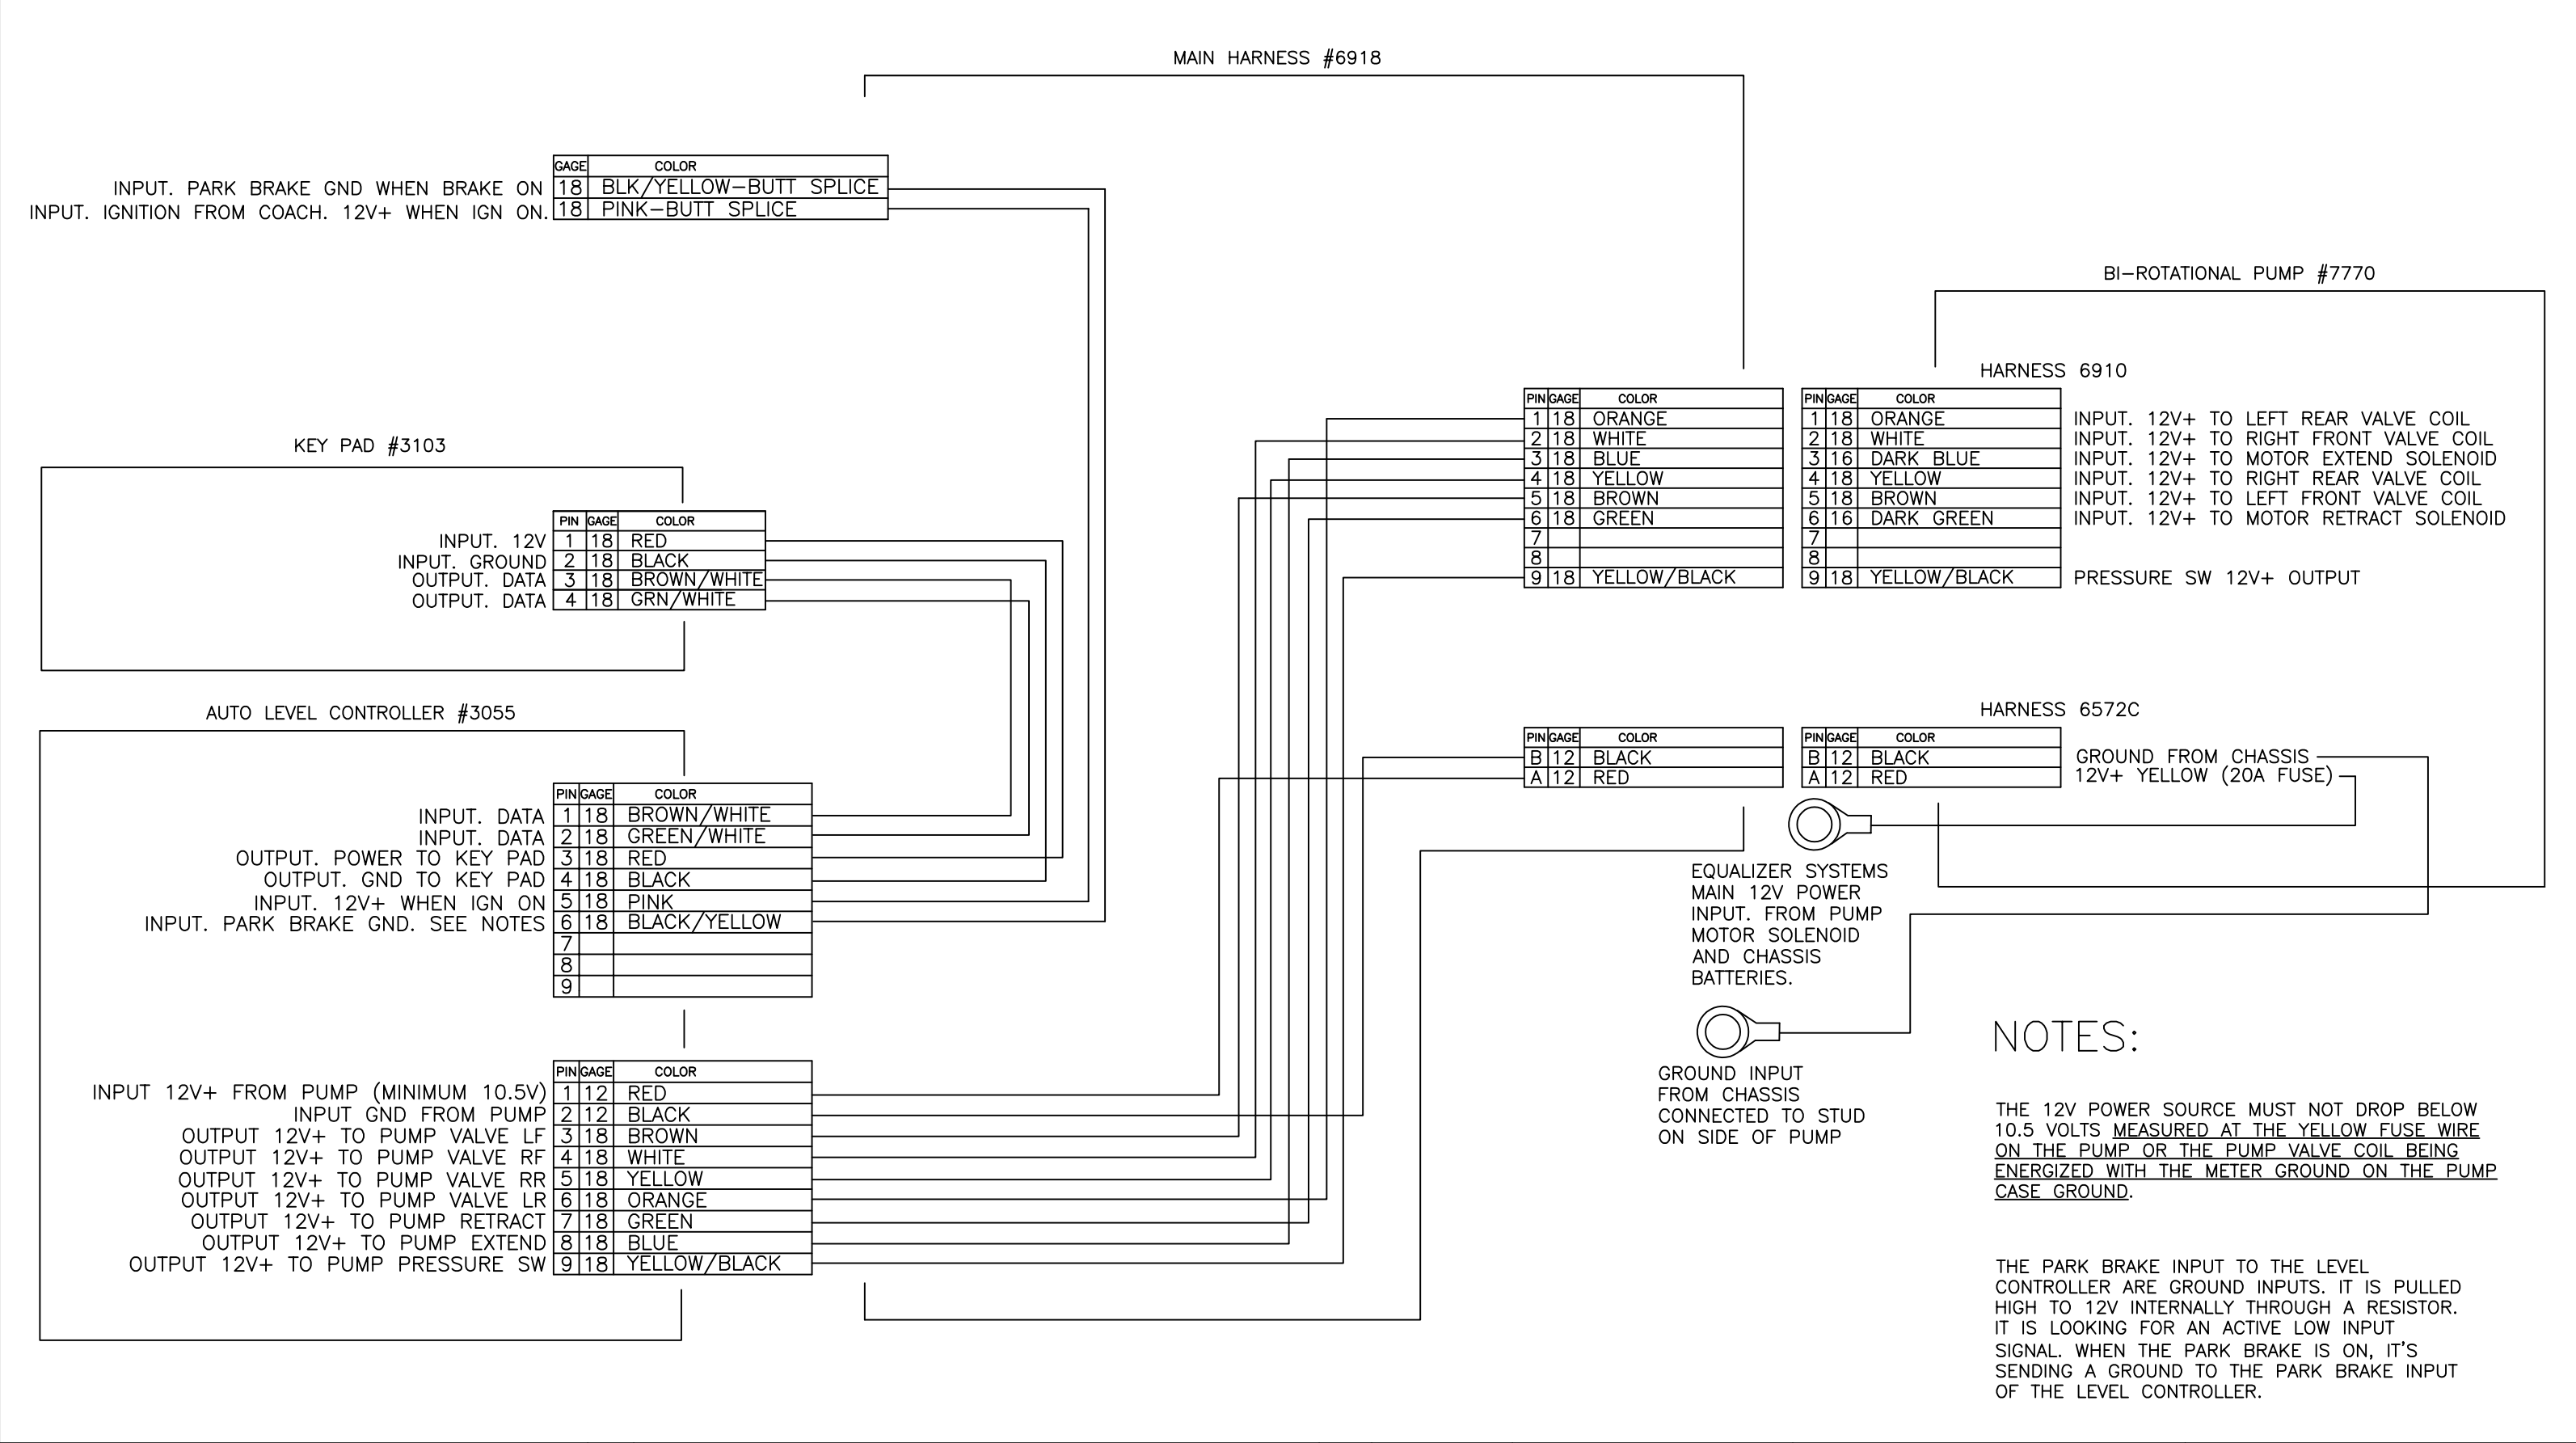 MAIN HARNESS #6918
GAGE COLOR
INPUT. PARK BRAKE GND WHEN BRAKE ON 18 BLK/YELLOW-BUTT SPLICE
INPUT. IGNITION FROM COACH. 12V+ WHEN IGN ON. 18 PINK-BUTT SPLICE
BI-ROTATIONAL PUMP #7770
HARNESS 6910
PIN GAGE COLOR PIN GAGE COLOR
1 18 ORANGE 1 18 ORANGE INPUT. 12V+ TO LEFT REAR VALVE COIL
2 18 WHITE 2 18 WHITE INPUT. 12V+ TO RIGHT FRONT VALVE COIL
3 18 BLUE 3 16 DARK BLUE INPUT. 12V+ TO MOTOR EXTEND SOLENOID
4 18 YELLOW 4 18 YELLOW INPUT. 12V+ TO RIGHT REAR VALVE COIL
5 18 BROWN 5 18 BROWN INPUT. 12V+ TO LEFT FRONT VALVE COIL
6 18 GREEN 6 16 DARK GREEN INPUT. 12V+ TO MOTOR RETRACT SOLENOID
7 7
8 8
9 18 YELLOW/BLACK 9 18 YELLOW/BLACK PRESSURE SW 12V+ OUTPUT
KEY PAD #3103
PIN GAGE COLOR
INPUT. 12V 1 18 RED
INPUT. GROUND 2 18 BLACK
OUTPUT. DATA 3 18 BROWN/WHITE
OUTPUT. DATA 4 18 GRN/WHITE
AUTO LEVEL CONTROLLER #3055
PIN GAGE COLOR
INPUT. DATA 1 18 BROWN/WHITE
INPUT. DATA 2 18 GREEN/WHITE
OUTPUT. POWER TO KEY PAD 3 18 RED
OUTPUT. GND TO KEY PAD 4 18 BLACK
INPUT. 12V+ WHEN IGN ON 5 18 PINK
INPUT. PARK BRAKE GND. SEE NOTES 6 18 BLACK/YELLOW
7
8
9
PIN GAGE COLOR
INPUT 12V+ FROM PUMP (MINIMUM 10.5V) 1 12 RED
INPUT GND FROM PUMP 2 12 BLACK
OUTPUT 12V+ TO PUMP VALVE LF 3 18 BROWN
OUTPUT 12V+ TO PUMP VALVE RF 4 18 WHITE
OUTPUT 12V+ TO PUMP VALVE RR 5 18 YELLOW
OUTPUT 12V+ TO PUMP VALVE LR 6 18 ORANGE
OUTPUT 12V+ TO PUMP RETRACT 7 18 GREEN
OUTPUT 12V+ TO PUMP EXTEND 8 18 BLUE
OUTPUT 12V+ TO PUMP PRESSURE SW 9 18 YELLOW/BLACK
HARNESS 6572C
PIN GAGE COLOR PIN GAGE COLOR
B 12 BLACK B 12 BLACK GROUND FROM CHASSIS
A 12 RED A 12 RED 12V+ YELLOW (20A FUSE)
EQUALIZER SYSTEMS
MAIN 12V POWER
INPUT. FROM PUMP
MOTOR SOLENOID
AND CHASSIS
BATTERIES.
GROUND INPUT
FROM CHASSIS
CONNECTED TO STUD
ON SIDE OF PUMP
NOTES:
THE 12V POWER SOURCE MUST NOT DROP BELOW
10.5 VOLTS MEASURED AT THE YELLOW FUSE WIRE
ON THE PUMP OR THE PUMP VALVE COIL BEING
ENERGIZED WITH THE METER GROUND ON THE PUMP
CASE GROUND.
THE PARK BRAKE INPUT TO THE LEVEL
CONTROLLER ARE GROUND INPUTS. IT IS PULLED
HIGH TO 12V INTERNALLY THROUGH A RESISTOR.
IT IS LOOKING FOR AN ACTIVE LOW INPUT
SIGNAL. WHEN THE PARK BRAKE IS ON, IT'S
SENDING A GROUND TO THE PARK BRAKE INPUT
OF THE LEVEL CONTROLLER.